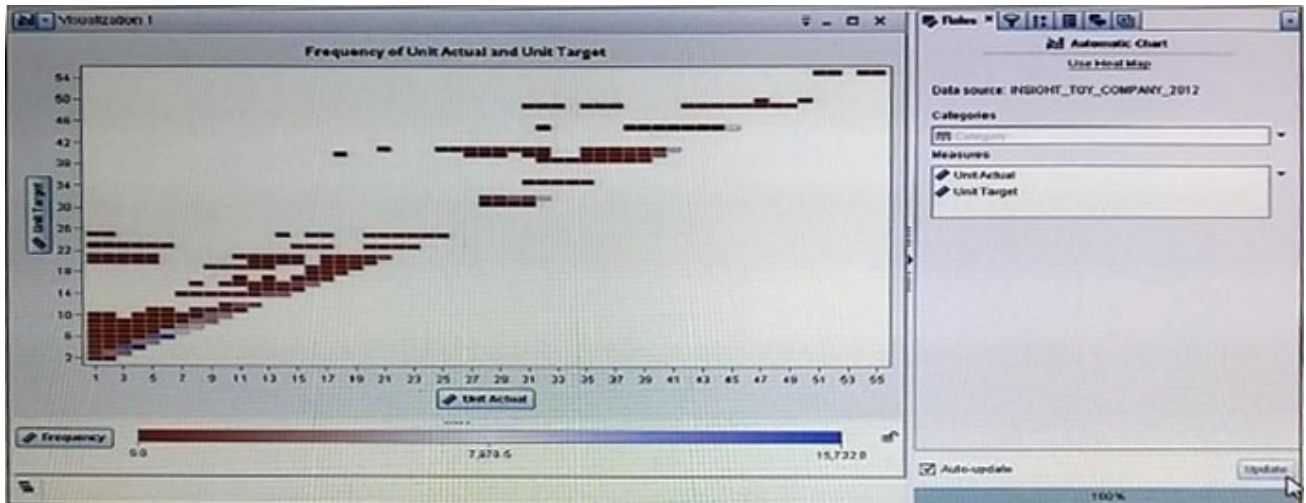 Visualization 1
Frequency of Unit Actual and Unit Target
54
50
46
42
38
34
30
26
22
18
14
10
6
2
Unit Target
1 3 5 7 9 11 13 15 17 19 21 23 25 27 29 31 33 35 37 39 41 43 45 47 49 51 53 55
Unit Actual
Frequency
0.0 7,870.5 15,732.0
Roles
Automatic Chart
Use Heat Map
Data source: INSIGHT_TOY_COMPANY_2012
Categories
Category
Measures
Unit Actual
Unit Target
Auto-update
Update
100%